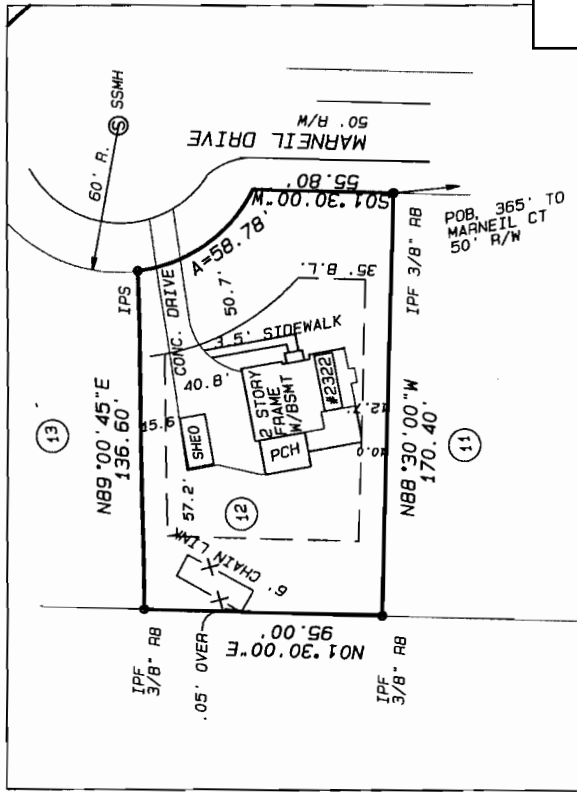 SSMH
S
60' R.
MARNEIL DRIVE
50' R/W
S01°30'00"W
55.80'
POB, 365' TO
MARNEIL CT
50' R/W
IPS
A=58.78'
IPF 3/8" RB
35' B.L.
50.7'
CONC. DRIVE
3.5' SIDEWALK
40.8'
N89°00'45"E
136.60'
13
15.6
SHED
2 STORY
FRAME
W/BSMT
#2322
12.7'
PCH
10.0
N88°30'00"W
170.40'
11
57.2'
12
6' CHAIN LINK
.05' OVER
N01°30'00"E
95.00'
IPF
3/8" RB
IPF
3/8" RB